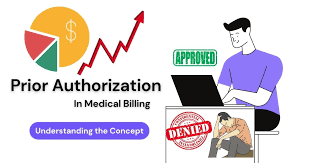 $
Prior Authorization
In Medical Billing
Understanding the Concept
APPROVED
DENIED